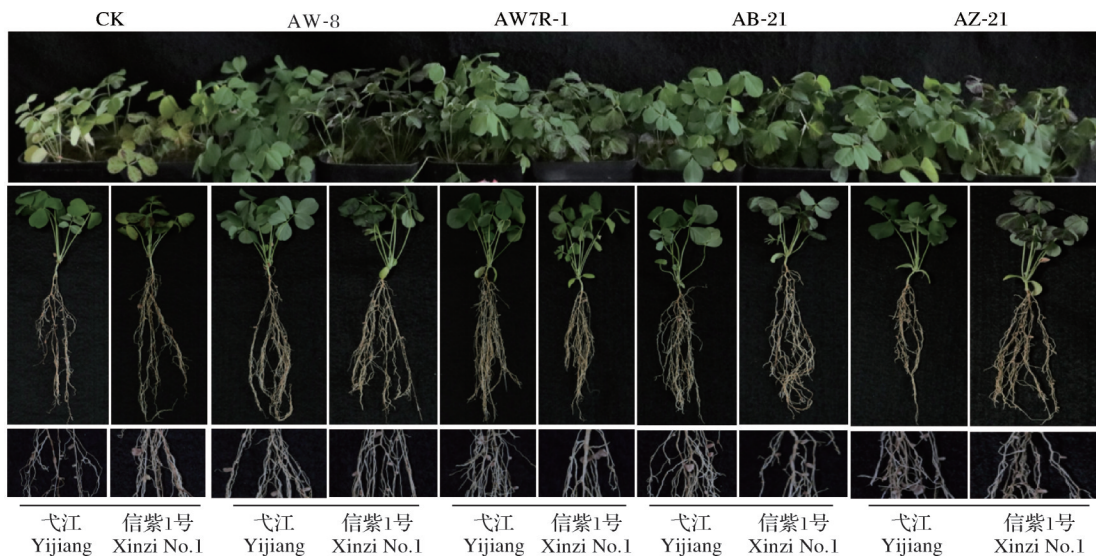 CK AW-8 AW7R-1 AB-21 AZ-21
弋江 信紫1号 弋江 信紫1号 弋江 信紫1号 弋江 信紫1号 弋江 信紫1号
Yijiang Xinzi No.1 Yijiang Xinzi No.1 Yijiang Xinzi No.1 Yijiang Xinzi No.1 Yijiang Xinzi No.1